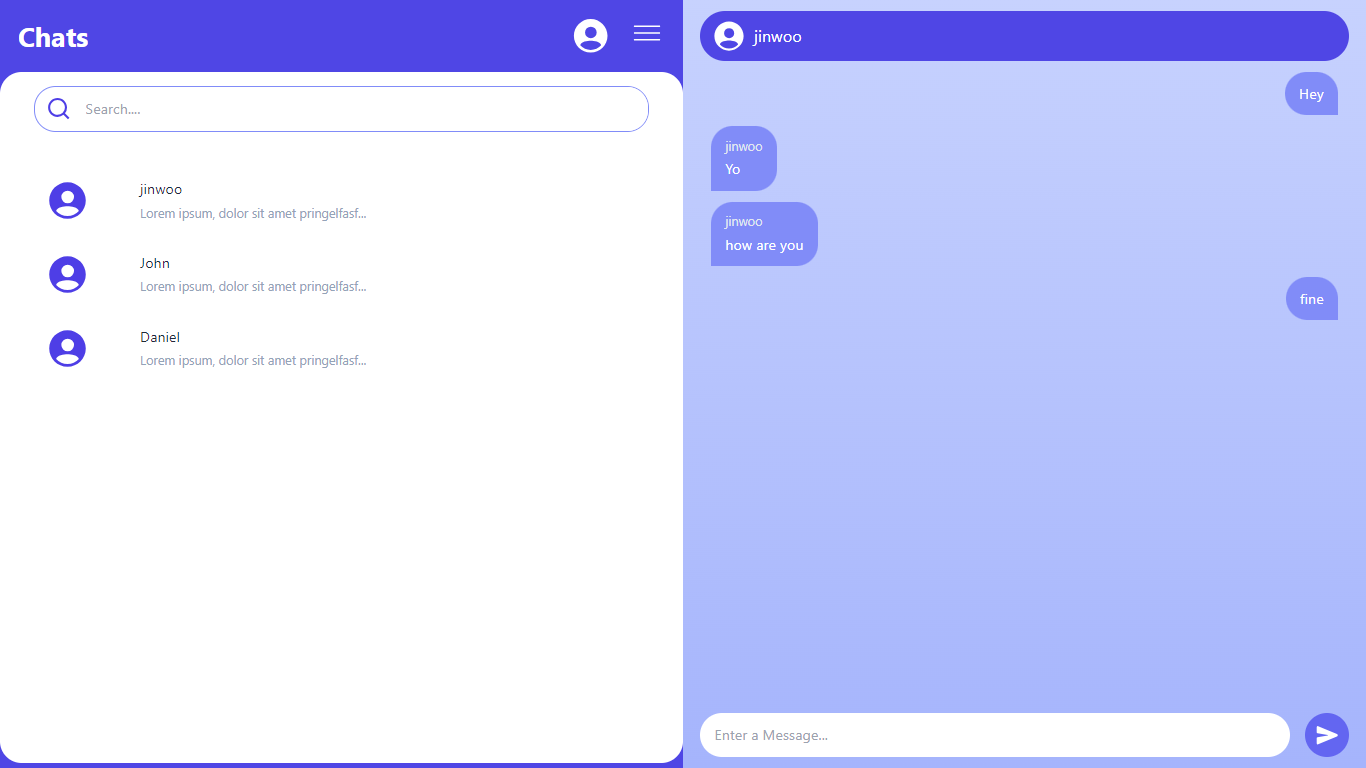 Chats
Search....
jinwoo
Lorem ipsum, dolor sit amet pringelfasf...
John
Lorem ipsum, dolor sit amet pringelfasf...
Daniel
Lorem ipsum, dolor sit amet pringelfasf...
jinwoo
Hey
jinwoo
Yo
jinwoo
how are you
fine
Enter a Message...